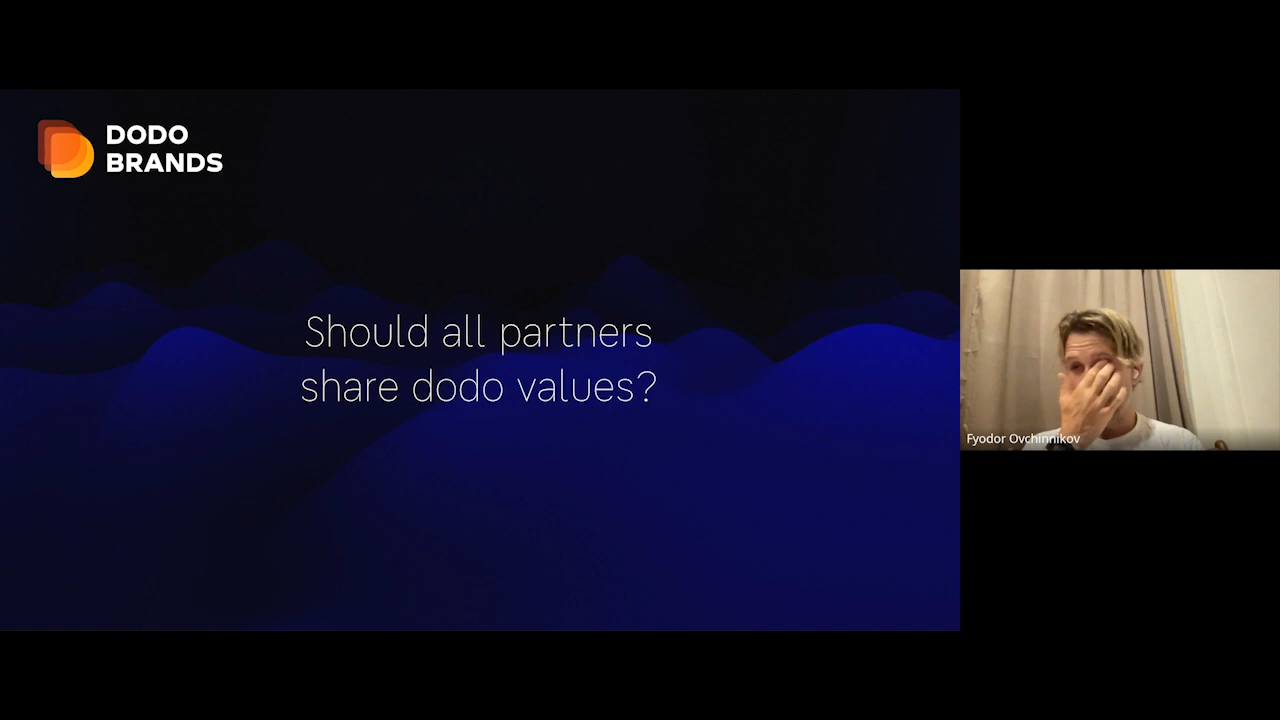 DODO
BRANDS
Should all partners
share dodo values?
Fyodor Ovchinnikov